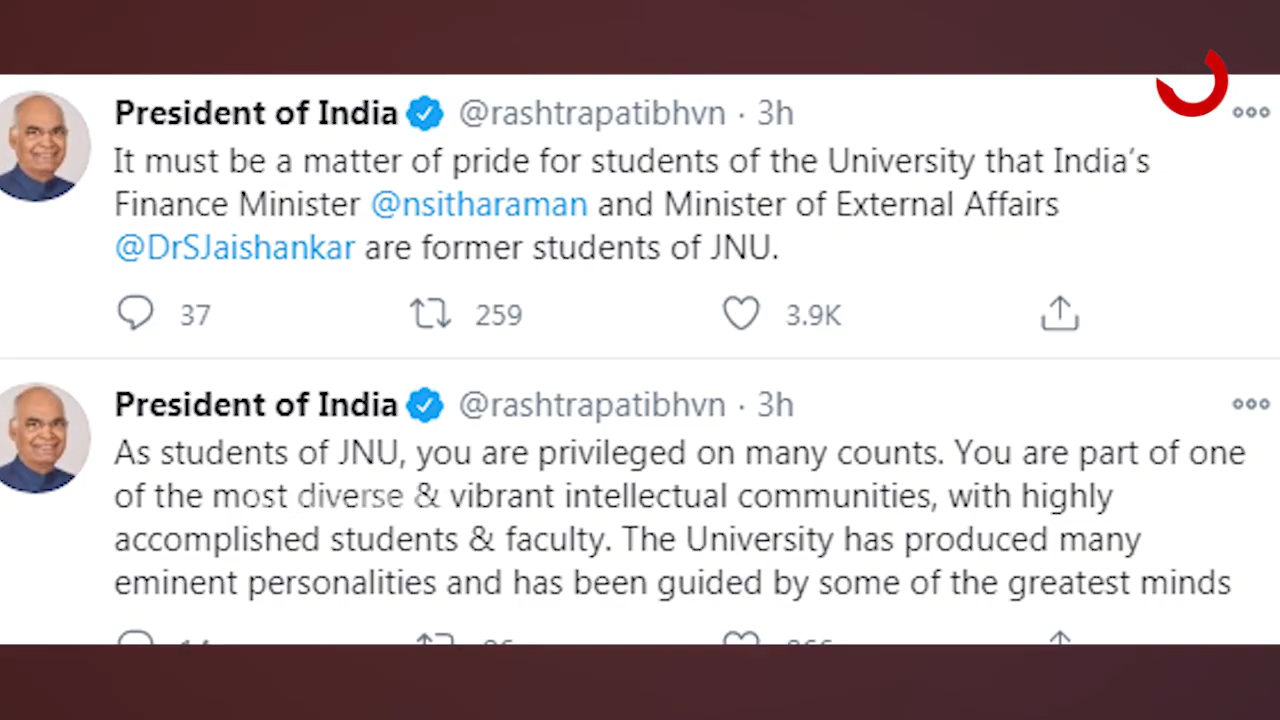 President of India @rashtrapatibhvn · 3h
It must be a matter of pride for students of the University that India's
Finance Minister @nsitharaman and Minister of External Affairs
@DrSJaishankar are former students of JNU.
37 259 3.9K
President of India @rashtrapatibhvn · 3h
As students of JNU, you are privileged on many counts. You are part of one
of the most diverse & vibrant intellectual communities, with highly
accomplished students & faculty. The University has produced many
eminent personalities and has been guided by some of the greatest minds